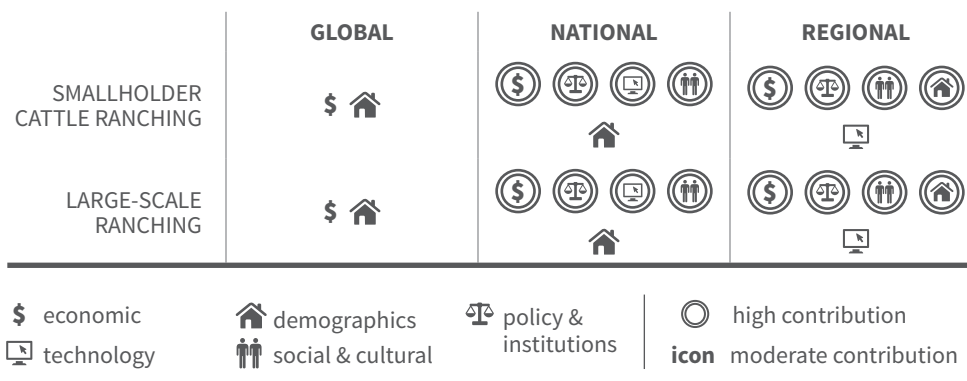 GLOBAL
NATIONAL
REGIONAL
SMALLHOLDER
CATTLE RANCHING
$
$
$
LARGE-SCALE
RANCHING
$
$
$
$ economic
demographics
policy &
institutions
high contribution
technology
social & cultural
icon moderate contribution